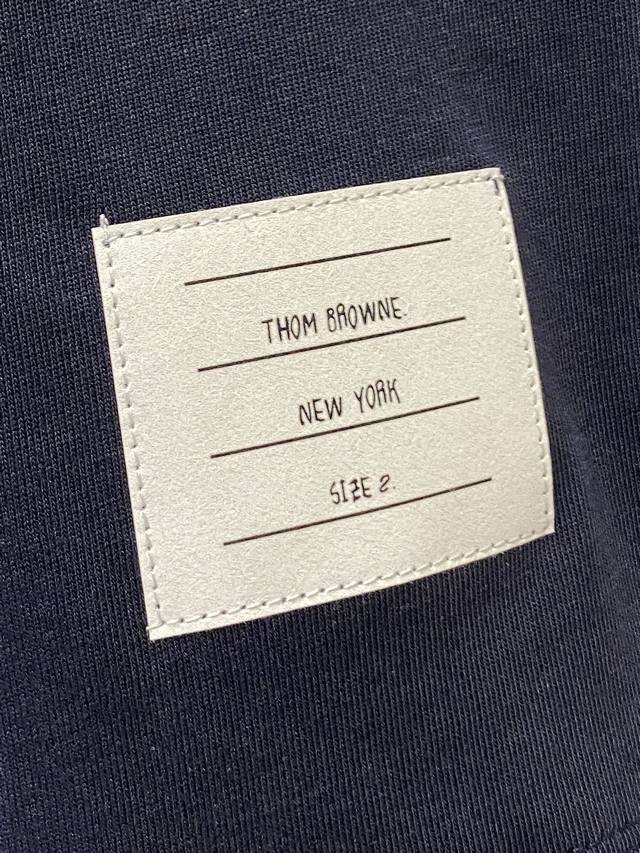 THOM BROWNE.
NEW YORK
SIZE 2.